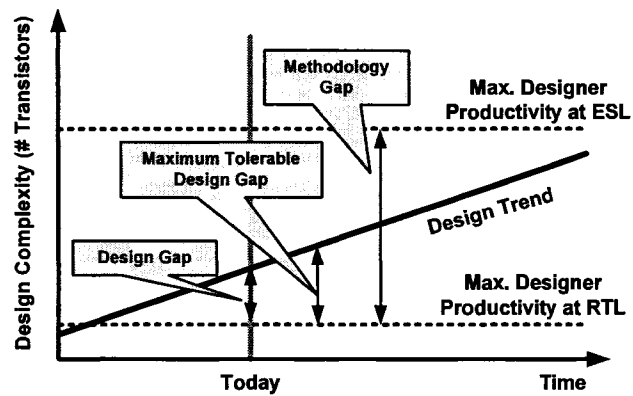 Design Complexity (# Transistors)
Methodology
Gap
Max. Designer
Productivity at ESL
Maximum Tolerable
Design Gap
Design Trend
Design Gap
Max. Designer
Productivity at RTL
Today
Time